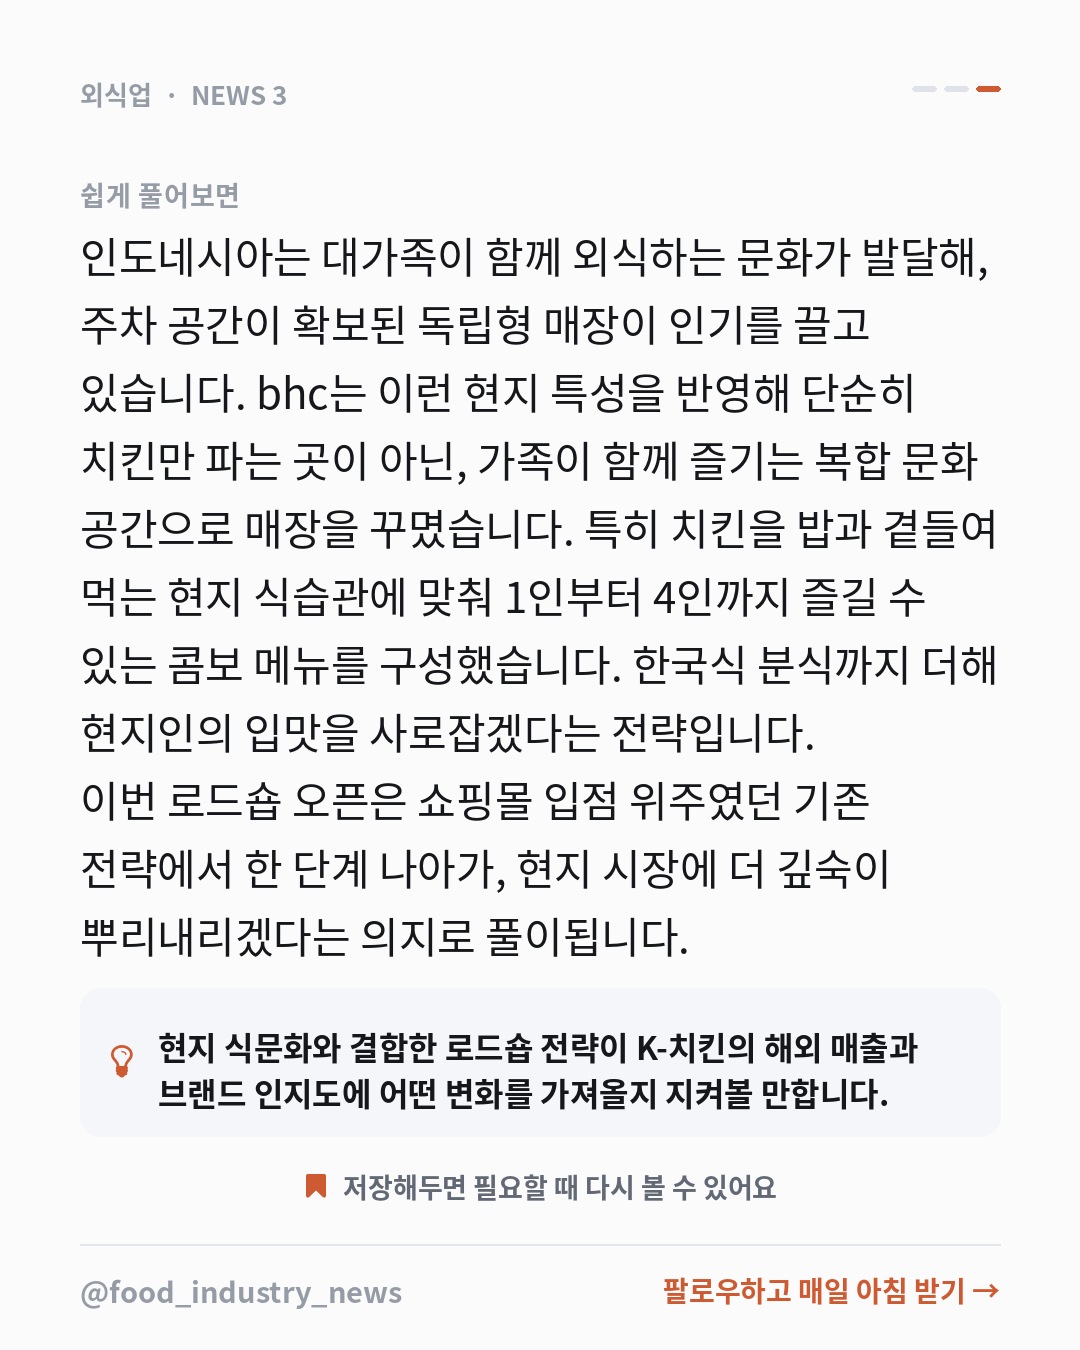 외식업 · NEWS 3
쉽게 풀어보면
인도네시아는 대가족이 함께 외식하는 문화가 발달해,
주차 공간이 확보된 독립형 매장이 인기를 끌고
있습니다. bhc는 이런 현지 특성을 반영해 단순히
치킨만 파는 곳이 아닌, 가족이 함께 즐기는 복합 문화
공간으로 매장을 꾸몄습니다. 특히 치킨을 밥과 곁들여
먹는 현지 식습관에 맞춰 1인부터 4인까지 즐길 수
있는 콤보 메뉴를 구성했습니다. 한국식 분식까지 더해
현지인의 입맛을 사로잡겠다는 전략입니다.
이번 로드숍 오픈은 쇼핑몰 입점 위주였던 기존
전략에서 한 단계 나아가, 현지 시장에 더 깊숙이
뿌리내리겠다는 의지로 풀이됩니다.
현지 식문화와 결합한 로드숍 전략이 K-치킨의 해외 매출과
브랜드 인지도에 어떤 변화를 가져올지 지켜볼 만합니다.
저장해두면 필요할 때 다시 볼 수 있어요
@food_industry_news
팔로우하고 매일 아침 받기 →